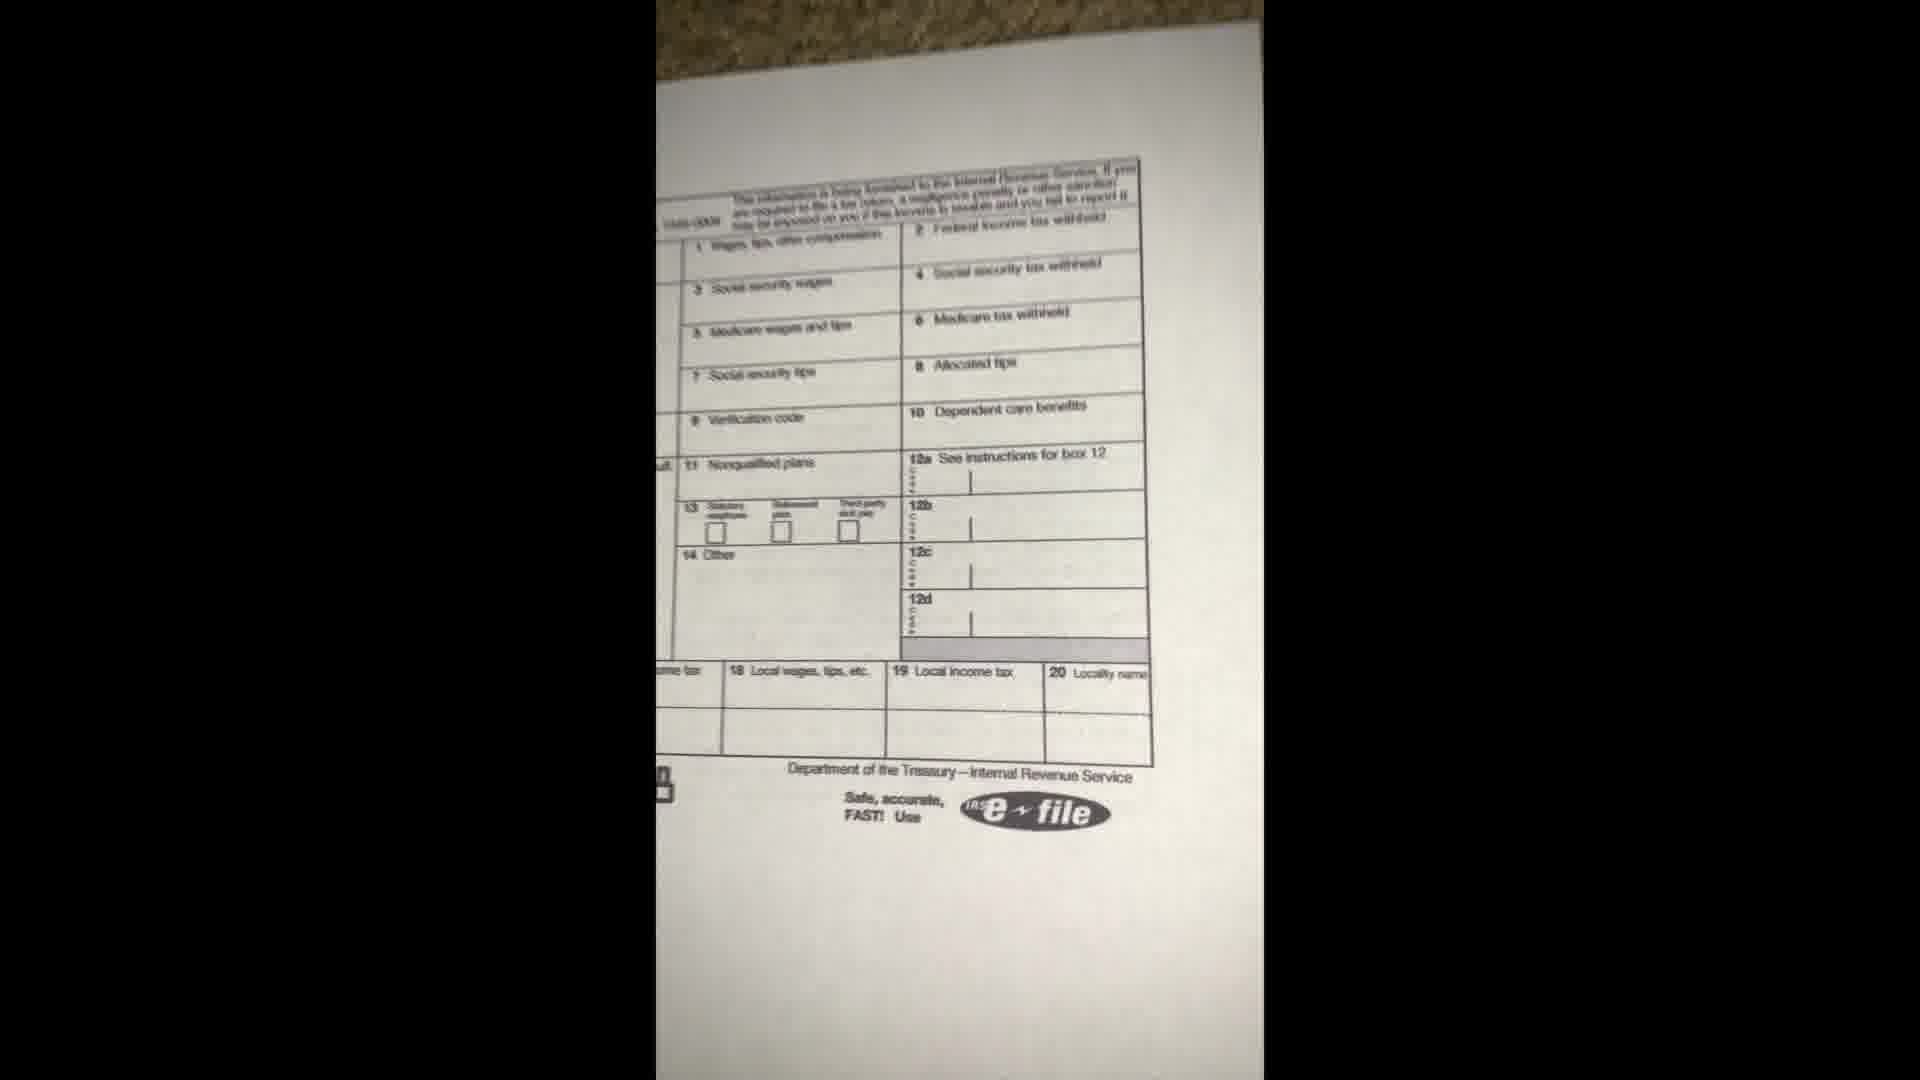 This information is being furnished to the Internal Revenue Service. If you
are required to file a tax return, a negligence penalty or other sanction
may be imposed on you if this income is taxable and you fail to report it.
1 Wages, tips, other compensation
2 Federal income tax withheld
3 Social security wages
4 Social security tax withheld
5 Medicare wages and tips
6 Medicare tax withheld
7 Social security tips
8 Allocated tips
9 Verification code
10 Dependent care benefits
11 Nonqualified plans
12a See instructions for box 12
Code
13 Statutory employee
Retirement plan
Third-party sick pay
12b
Code
14 Other
12c
Code
12d
Code
ome tax
18 Local wages, tips, etc.
19 Local income tax
20 Locality name
Department of the Treasury—Internal Revenue Service
Safe, accurate,
FAST! Use
IRS e-file